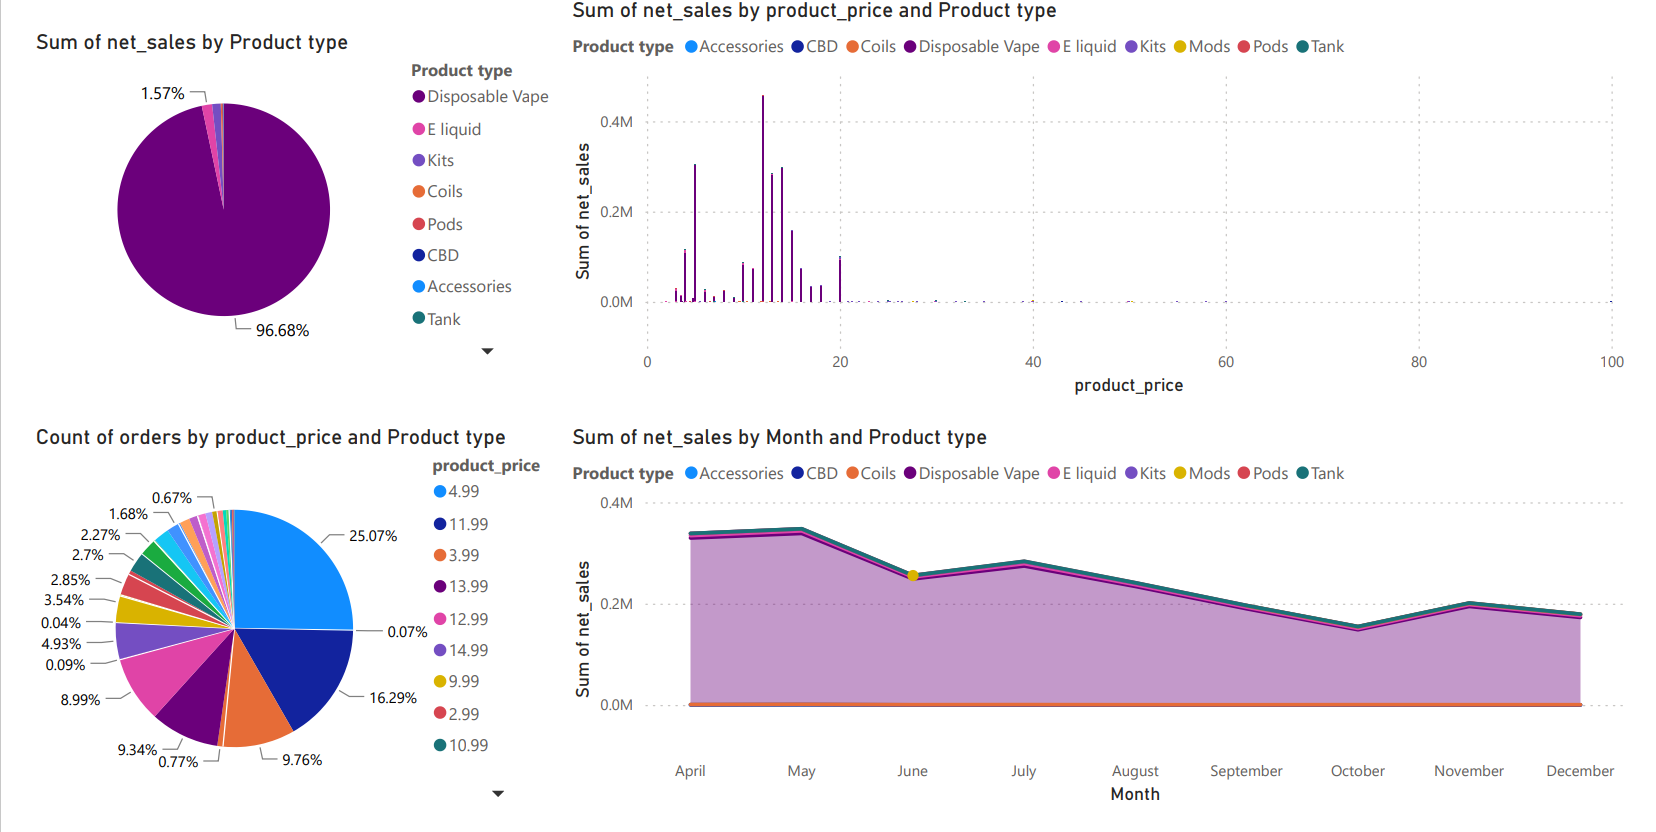 Sum of net_sales by Product type
Product type
Disposable Vape
E liquid
Kits
Coils
Pods
CBD
Accessories
Tank
1.57%
96.68%
Sum of net_sales by product_price and Product type
Product type Accessories CBD Coils Disposable Vape E liquid Kits Mods Pods Tank
Sum of net_sales
0.4M
0.2M
0.0M
0 20 40 60 80 100
product_price
Count of orders by product_price and Product type
product_price
4.99
11.99
3.99
13.99
12.99
14.99
9.99
2.99
10.99
0.67%
1.68%
2.27%
2.7%
2.85%
3.54%
0.04%
4.93%
0.09%
8.99%
9.34%
0.77%
9.76%
16.29%
0.07%
25.07%
Sum of net_sales by Month and Product type
Product type Accessories CBD Coils Disposable Vape E liquid Kits Mods Pods Tank
Sum of net_sales
0.4M
0.2M
0.0M
April May June July August September October November December
Month